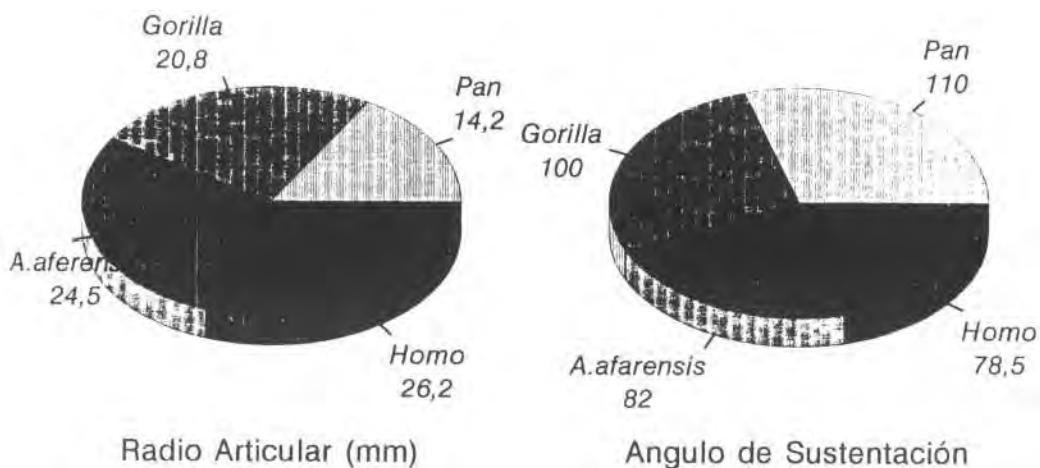 Gorilla
20,8
Pan
14,2
A.aferensis
24,5
Homo
26,2
Radio Articular (mm)
Pan
110
Gorilla
100
A.afarensis
82
Homo
78,5
Angulo de Sustentación